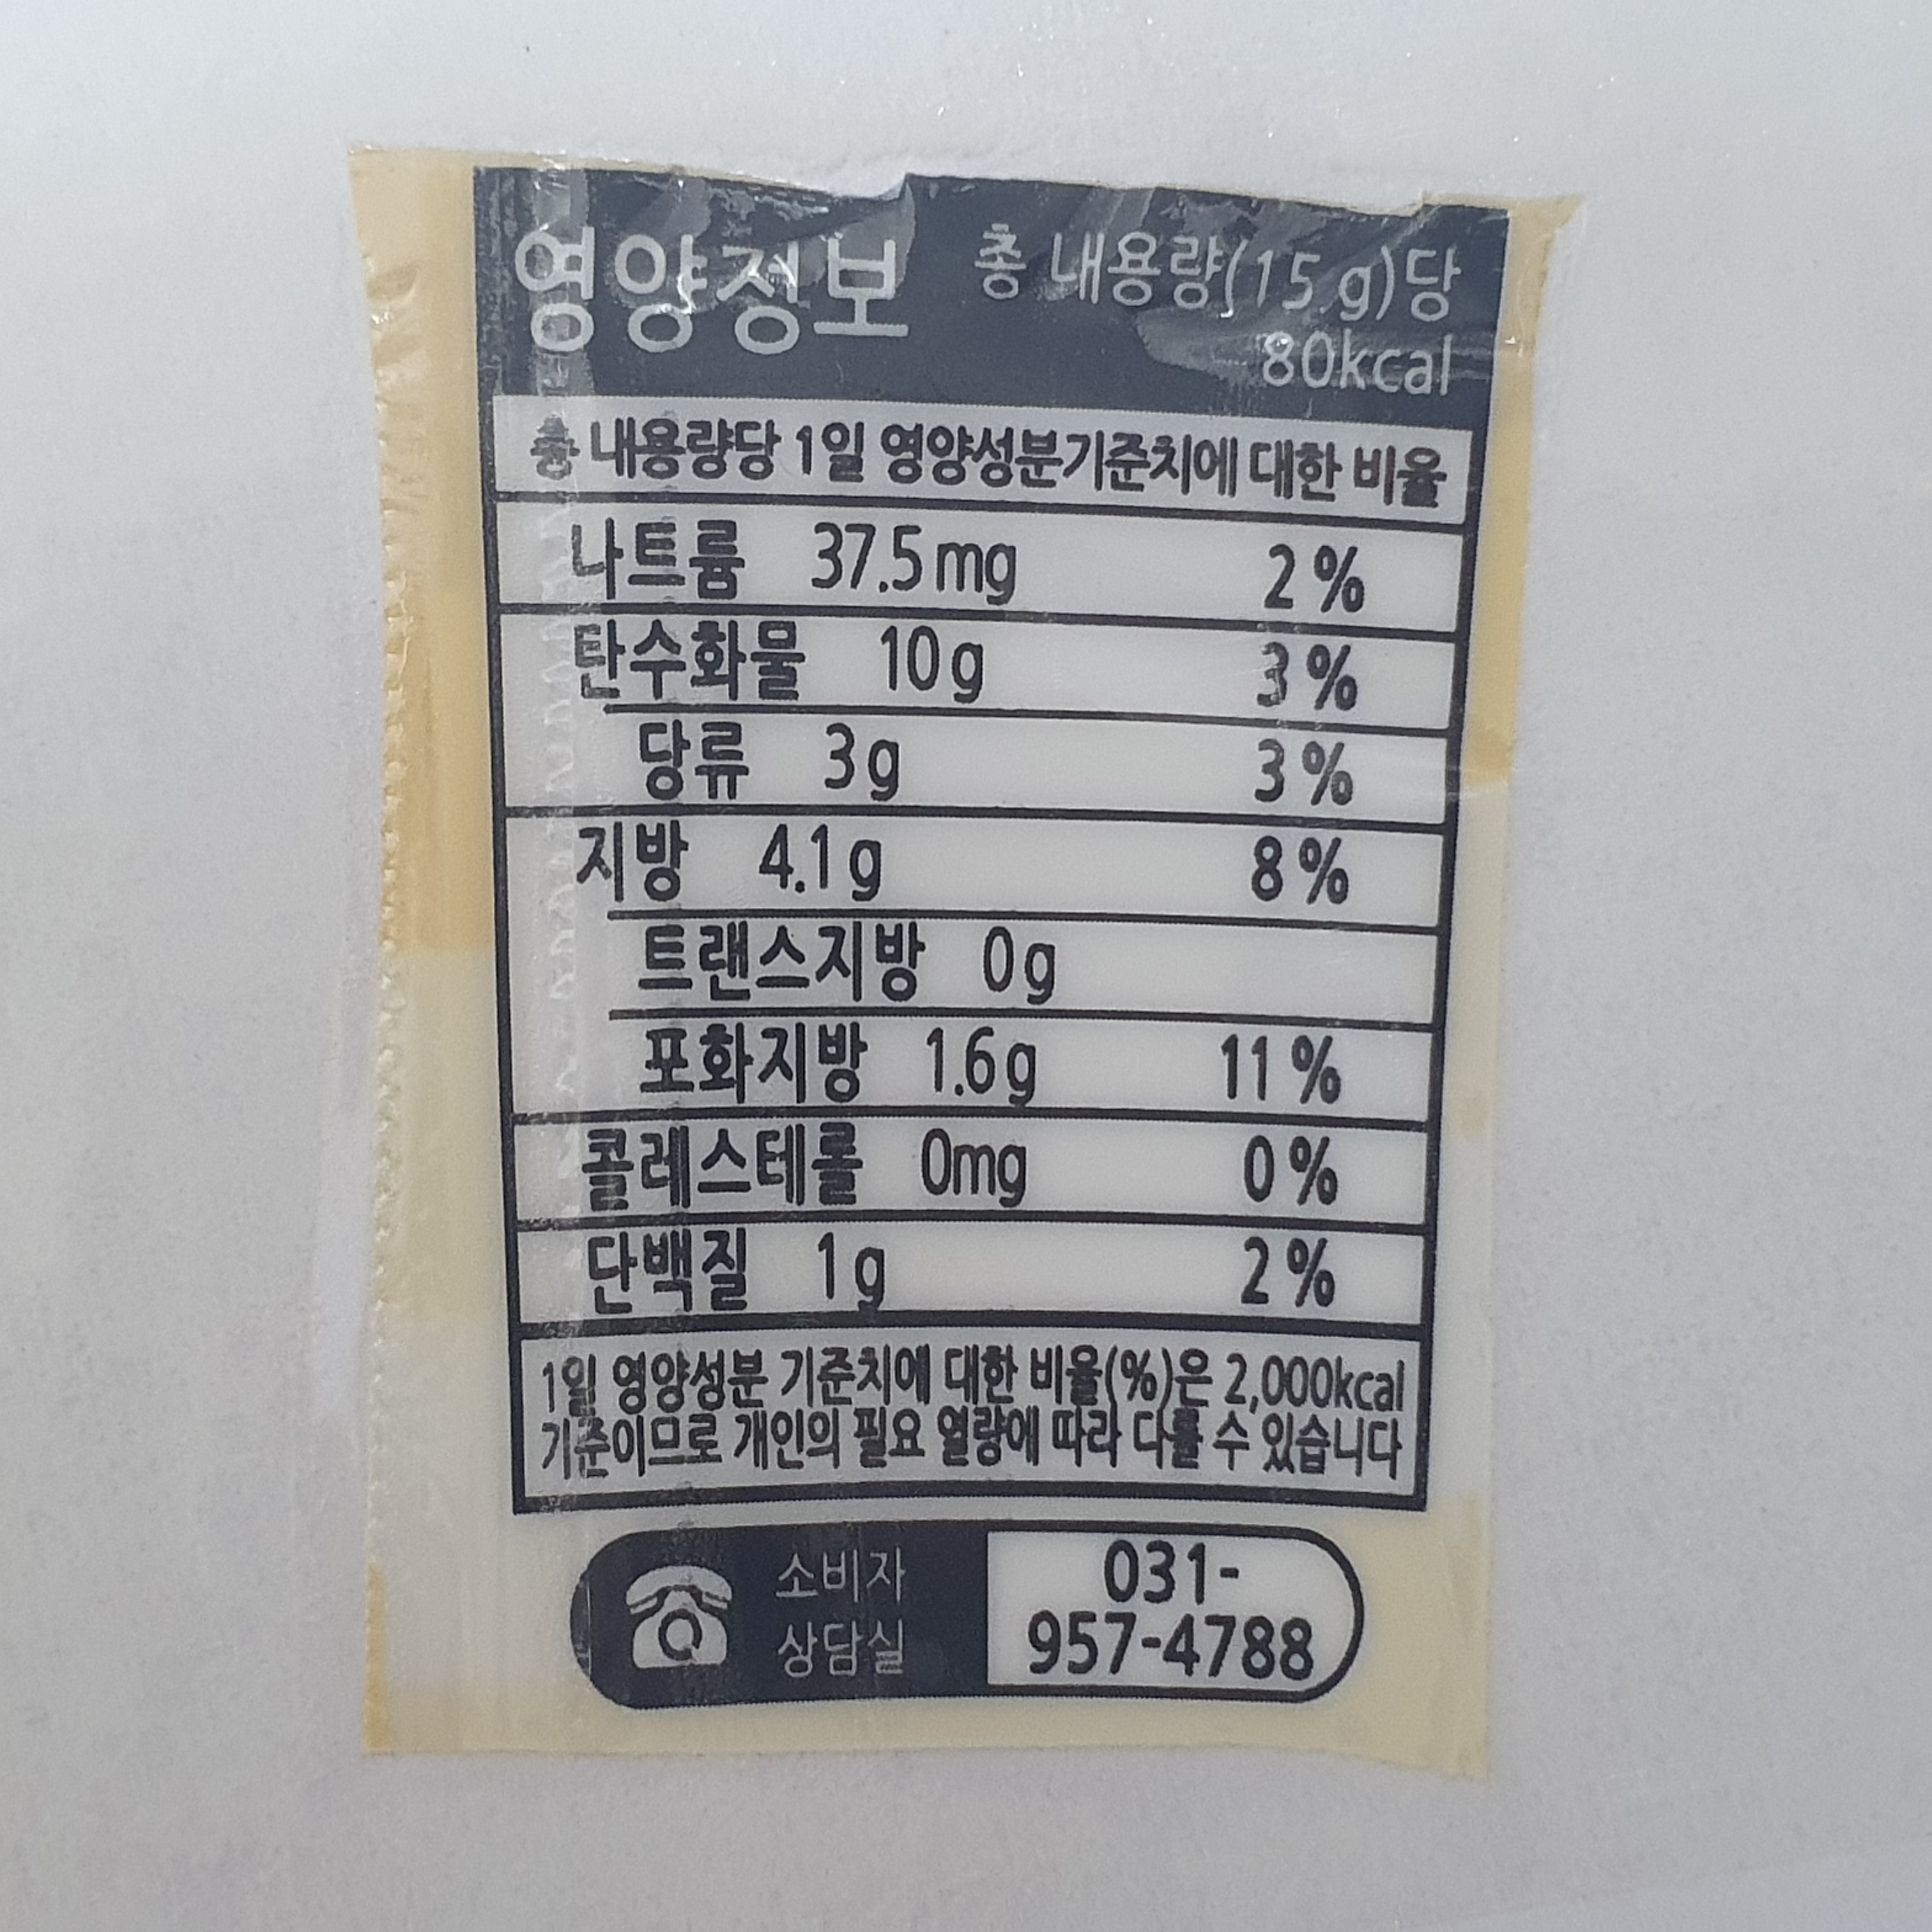 영양정보 총 내용량(15 g)당
80kcal
총 내용량당 1일 영양성분기준치에 대한 비율
나트륨 37.5mg 2%
탄수화물 10g 3%
당류 3g 3%
지방 4.1g 8%
트랜스지방 0g
포화지방 1.6g 11%
콜레스테롤 0mg 0%
단백질 1g 2%
1일 영양성분 기준치에 대한 비율(%)은 2,000kcal
기준이므로 개인의 필요 열량에 따라 다를 수 있습니다
소비자
상담실
031-
957-4788